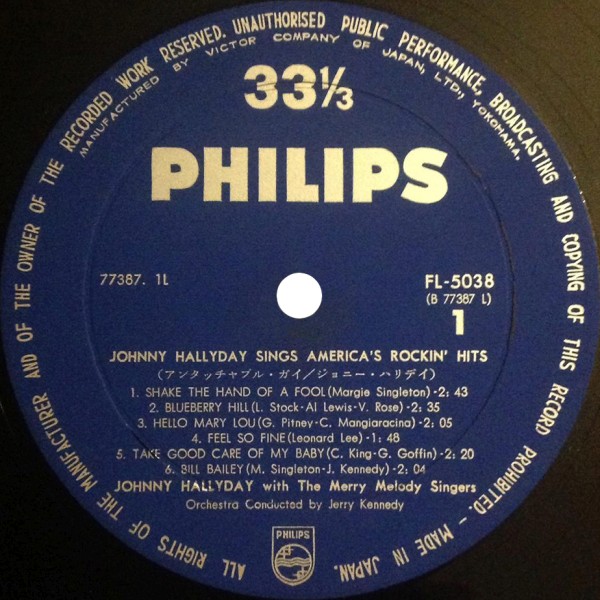 ALL RIGHTS OF THE MANUFACTURER AND OF THE OWNER OF THE RECORDED WORK RESERVED. UNAUTHORISED PUBLIC PERFORMANCE, BROADCASTING AND COPYING OF THIS RECORD PROHIBITED. – MADE IN JAPAN.
MANUFACTURED BY VICTOR COMPANY OF JAPAN, LTD., YOKOHAMA.
33⅓
PHILIPS
77387. 1L
FL-5038
(B 77387 L)
1
JOHNNY HALLYDAY SINGS AMERICA'S ROCKIN' HITS
(アンタッチャブル・ガイ/ジョニー・ハリデイ)
1. SHAKE THE HAND OF A FOOL(Margie Singleton)-2: 43
2. BLUEBERRY HILL(L. Stock-Al Lewis-V. Rose)-2: 35
3. HELLO MARY LOU(G. Pitney-C. Mangiaracina)-2: 05
4. FEEL SO FINE(Leonard Lee)-1: 48
5. TAKE GOOD CARE OF MY BABY(C. King-G. Goffin)-2: 20
6. BILL BAILEY(M. Singleton-J. Kennedy)-2: 04
JOHNNY HALLYDAY with The Merry Melody Singers
Orchestra Conducted by Jerry Kennedy
PHILIPS